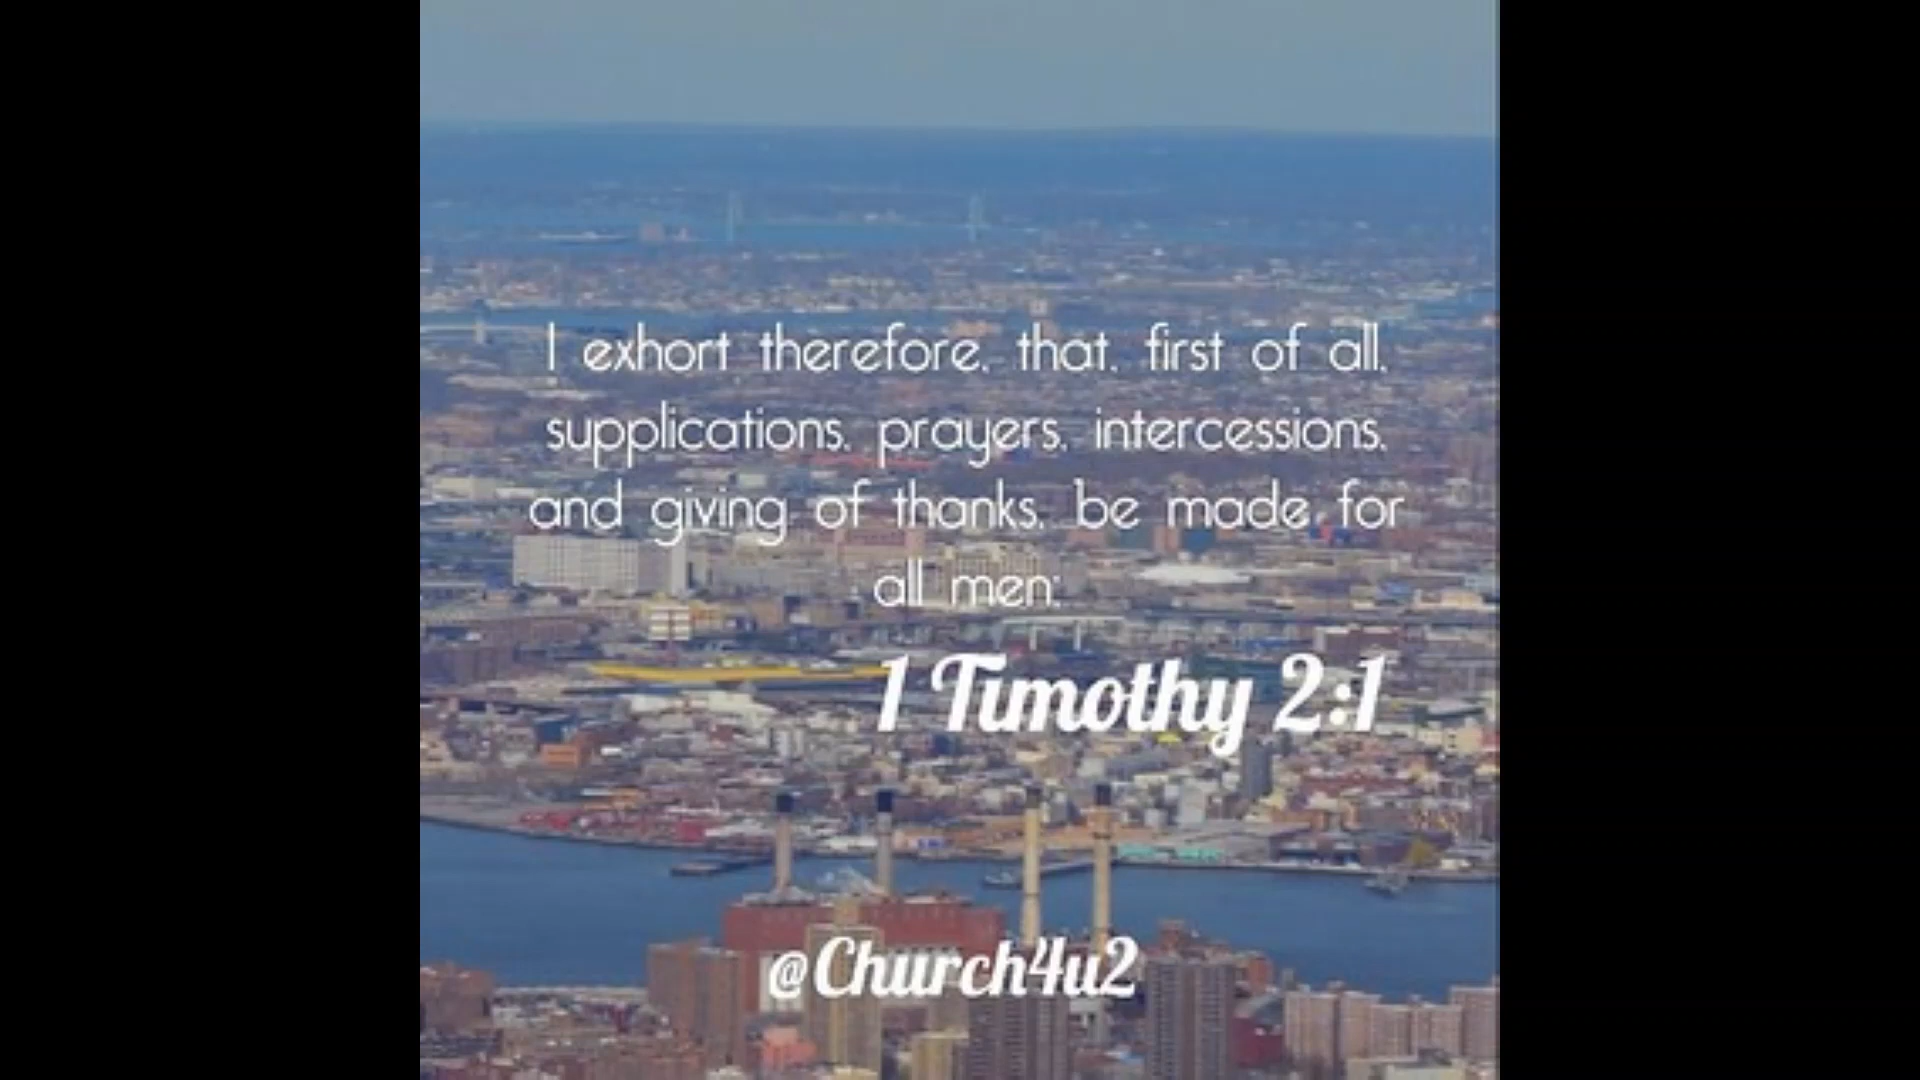 I exhort therefore, that, first of all,
supplications, prayers, intercessions,
and giving of thanks, be made for
all men;
1 Timothy 2:1
@Church4u2